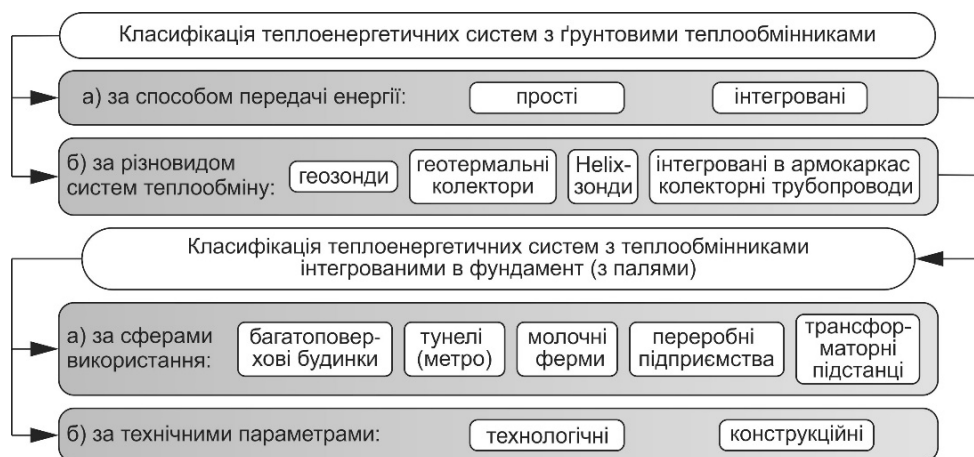 Класифікація теплоенергетичних систем з ґрунтовими теплообмінниками
а) за способом передачі енергії:
прості
інтегровані
б) за різновидом
систем теплообміну:
геозонди
геотермальні
колектори
Helix-
зонди
інтегровані в армокаркас
колекторні трубопроводи
Класифікація теплоенергетичних систем з теплообмінниками
інтегрованими в фундамент (з палями)
а) за сферами
використання:
багатоповер-
хові будинки
тунелі
(метро)
молочні
ферми
переробні
підприємства
трансфор-
маторні
підстанці
б) за технічними параметрами:
технологічні
конструкційні